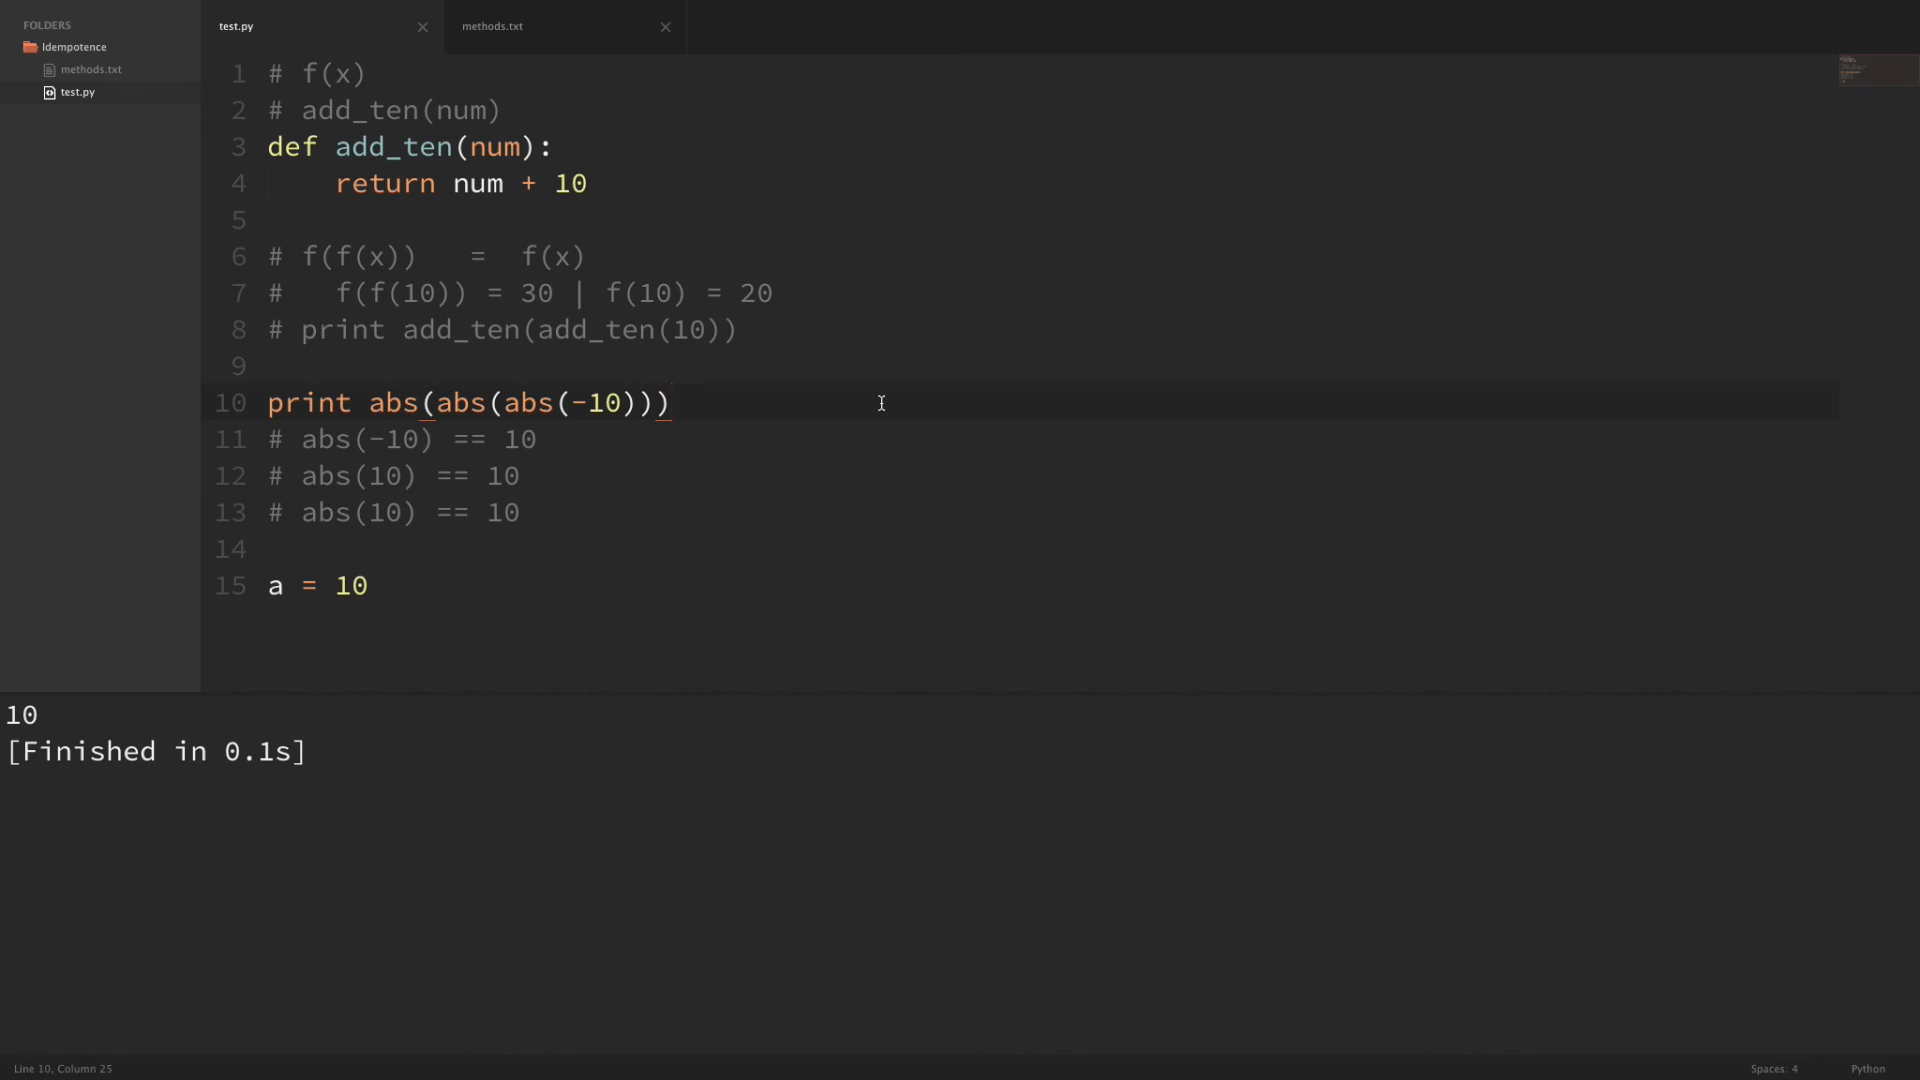 FOLDERS
Idempotence
methods.txt
test.py
test.py
methods.txt
1 # f(x)
2 # add_ten(num)
3 def add_ten(num):
4     return num + 10
5
6 # f(f(x))   =  f(x)
7 #   f(f(10)) = 30 | f(10) = 20
8 # print add_ten(add_ten(10))
9
10 print abs(abs(abs(-10)))
11 # abs(-10) == 10
12 # abs(10) == 10
13 # abs(10) == 10
14
15 a = 10
10
[Finished in 0.1s]
Line 10, Column 25
Spaces: 4
Python